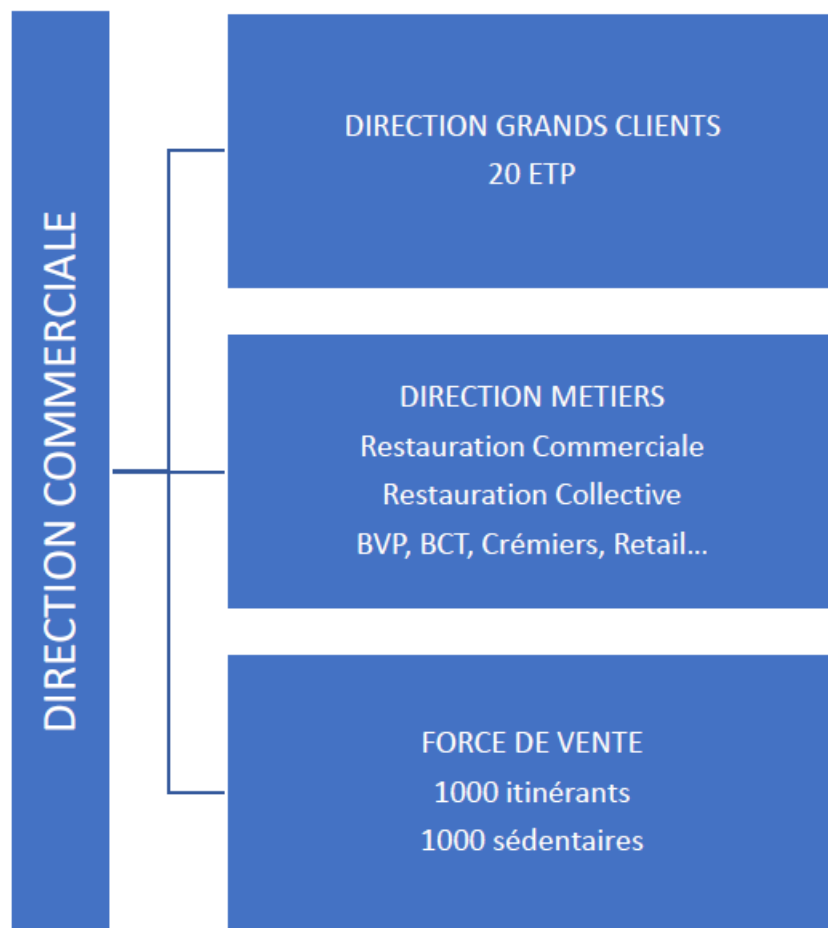 DIRECTION COMMERCIALE
DIRECTION GRANDS CLIENTS
20 ETP
DIRECTION METIERS
Restauration Commerciale
Restauration Collective
BVP, BCT, Crémiers, Retail...
FORCE DE VENTE
1000 itinérants
1000 sédentaires